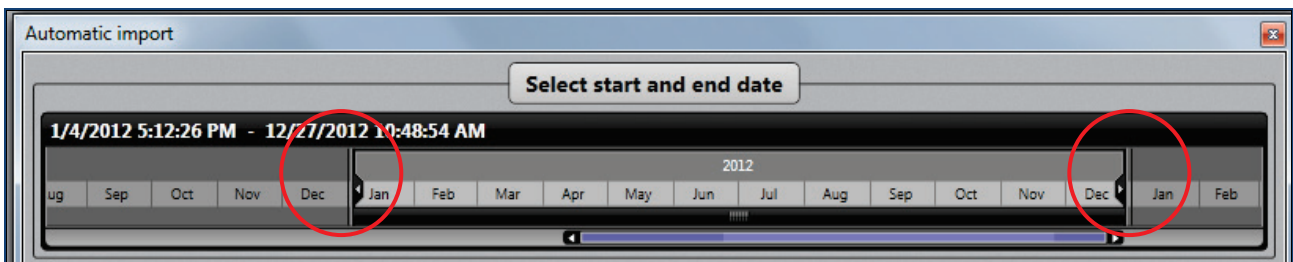 Automatic import
Select start and end date
1/4/2012 5:12:26 PM - 12/27/2012 10:48:54 AM
2012
ug Sep Oct Nov Dec Jan Feb Mar Apr May Jun Jul Aug Sep Oct Nov Dec Jan Feb